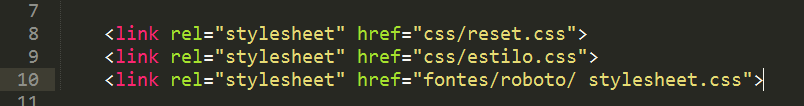 7
8 <link rel="stylesheet" href="css/reset.css">
9 <link rel="stylesheet" href="css/estilo.css">
10 <link rel="stylesheet" href="fontes/roboto/ stylesheet.css">
11